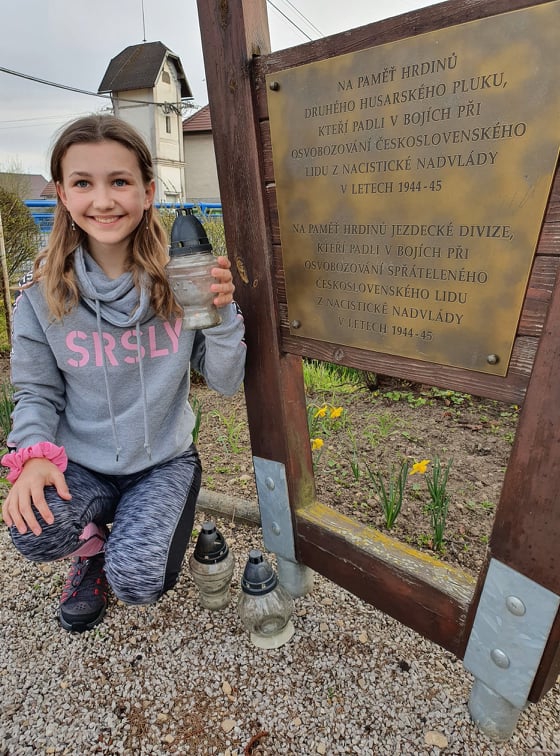 SRSLY
NA PAMĚŤ HRDINŮ
DRUHÉHO HUSARSKÉHO PLUKU,
KTEŘÍ PADLI V BOJÍCH PŘI
OSVOBOZOVÁNÍ ČESKOSLOVENSKÉHO
LIDU Z NACISTICKÉ NADVLÁDY
V LETECH 1944-45
NA PAMĚŤ HRDINŮ JEZDECKÉ DIVIZE,
KTEŘÍ PADLI V BOJÍCH PŘI
OSVOBOZOVÁNÍ SPŘÁTELENÉHO
ČESKOSLOVENSKÉHO LIDU
Z NACISTICKÉ NADVLÁDY
V LETECH 1944-45